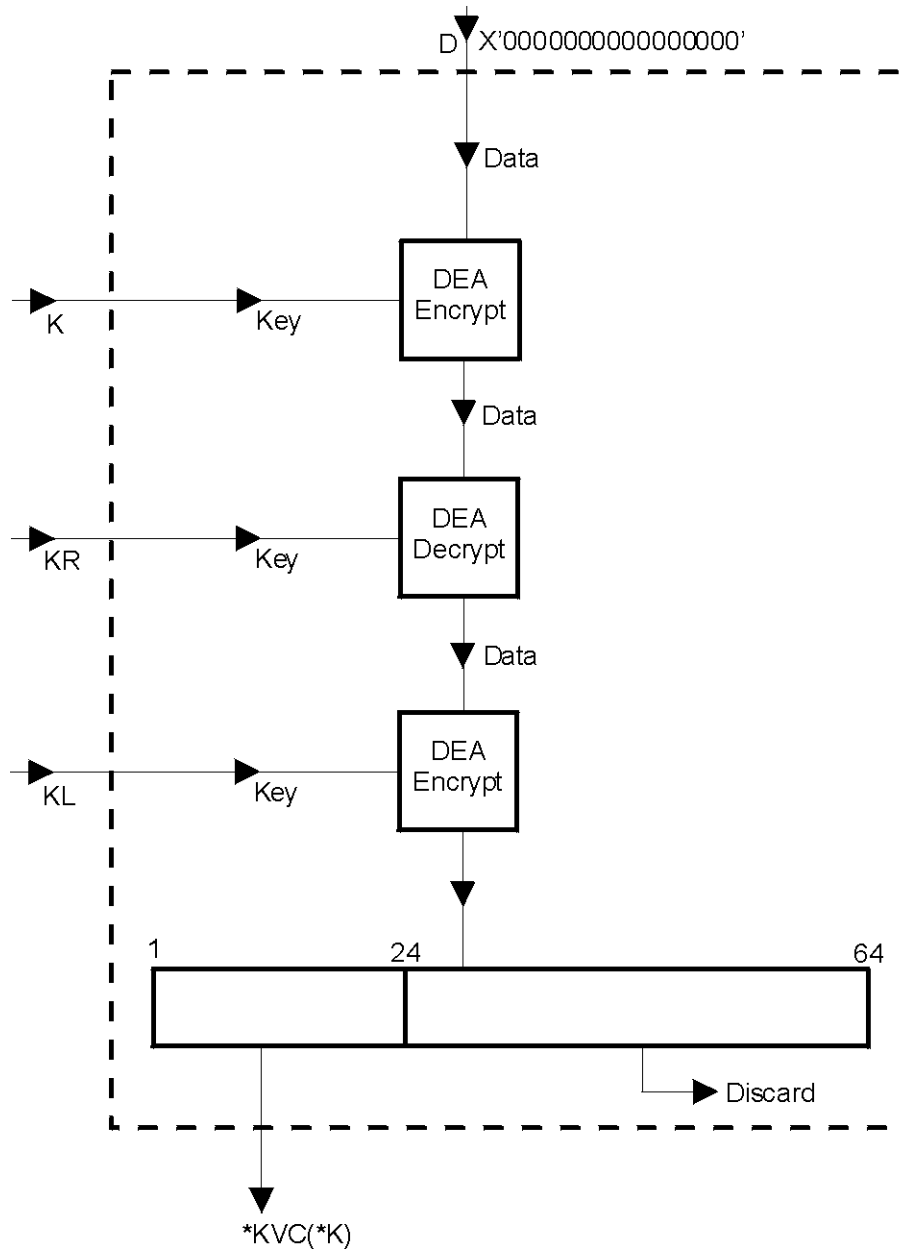 D X'0000000000000000'
Data
DEA
Encrypt
K
Key
Data
DEA
Decrypt
KR
Key
Data
DEA
Encrypt
KL
Key
1
24
64
Discard
*KVC(*K)